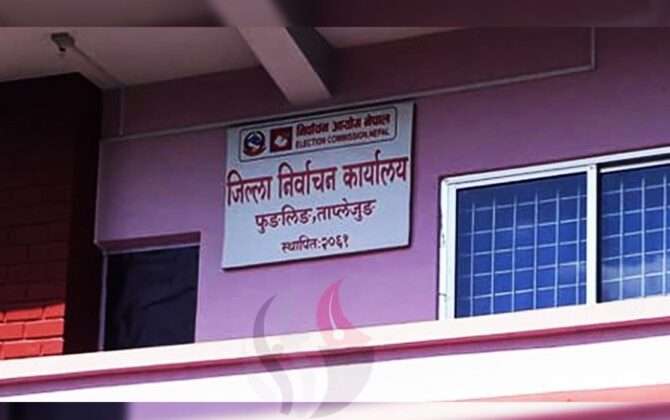 निर्वाचन आयोग नेपाल
ELECTION COMMISSION, NEPAL
जिल्ला निर्वाचन कार्यालय
फुङलिङ, ताप्लेजुङ
स्थापित: २०६१